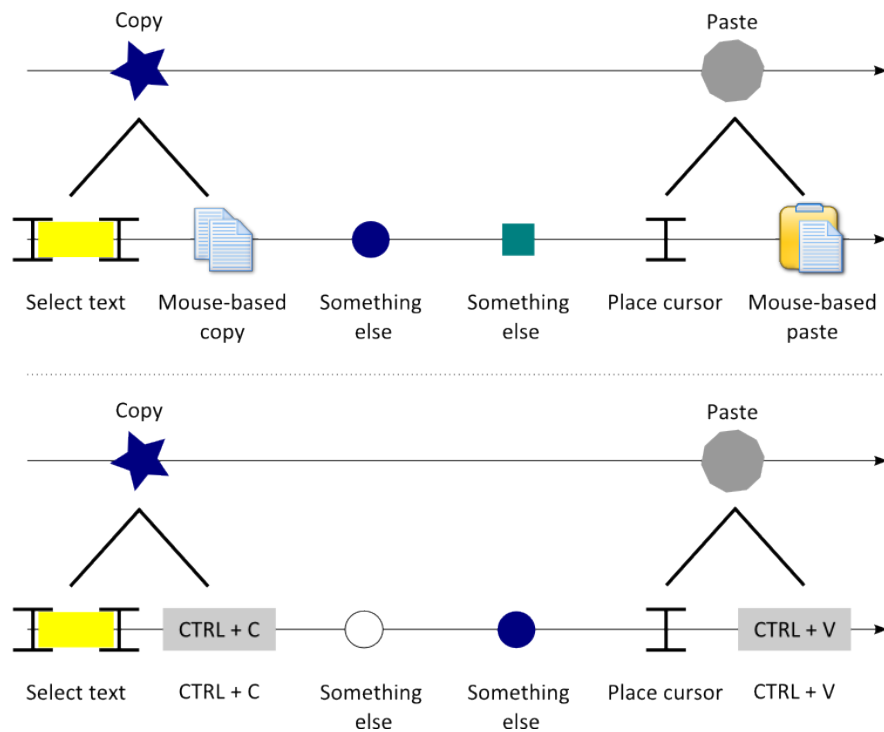 Copy
Paste
Select text
Mouse-based
copy
Something
else
Something
else
Place cursor
Mouse-based
paste
Copy
Paste
CTRL + C
CTRL + V
Select text
CTRL + C
Something
else
Something
else
Place cursor
CTRL + V